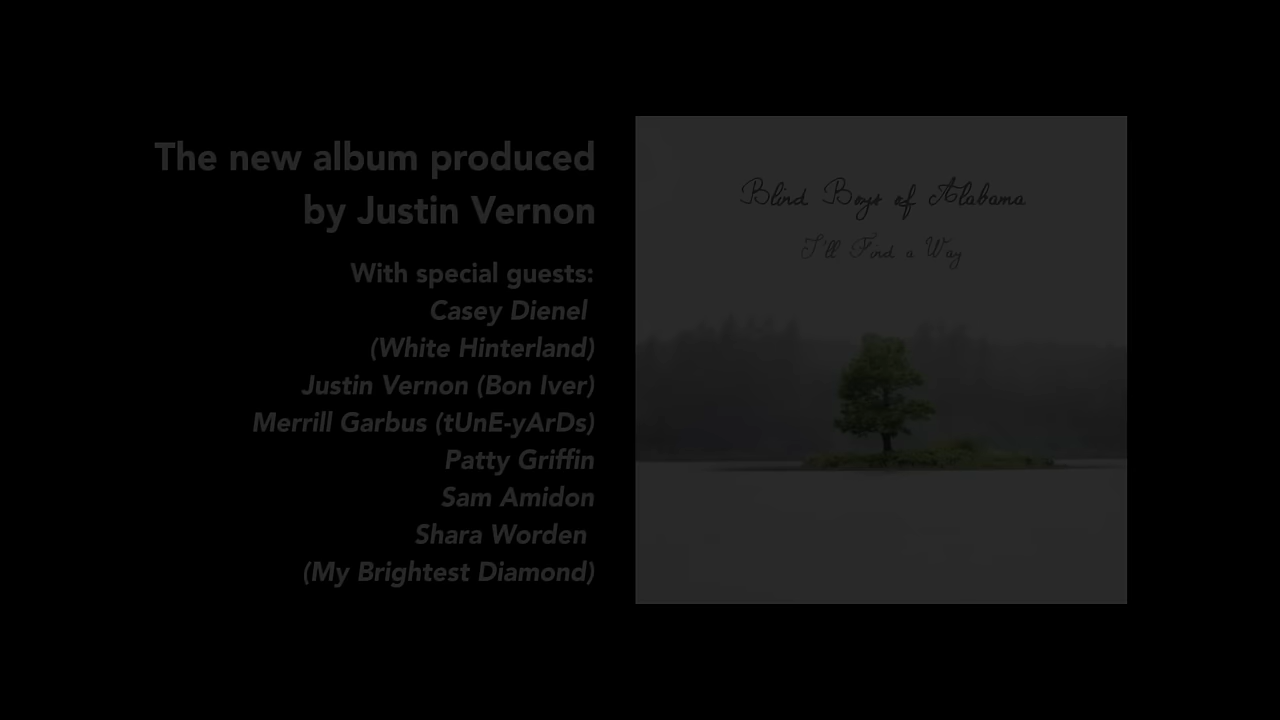 The new album produced
by Justin Vernon
With special guests:
Casey Dienel
(White Hinterland)
Justin Vernon (Bon Iver)
Merrill Garbus (tUnE-yArDs)
Patty Griffin
Sam Amidon
Shara Worden
(My Brightest Diamond)
Blind Boys of Alabama
I'll Find a Way